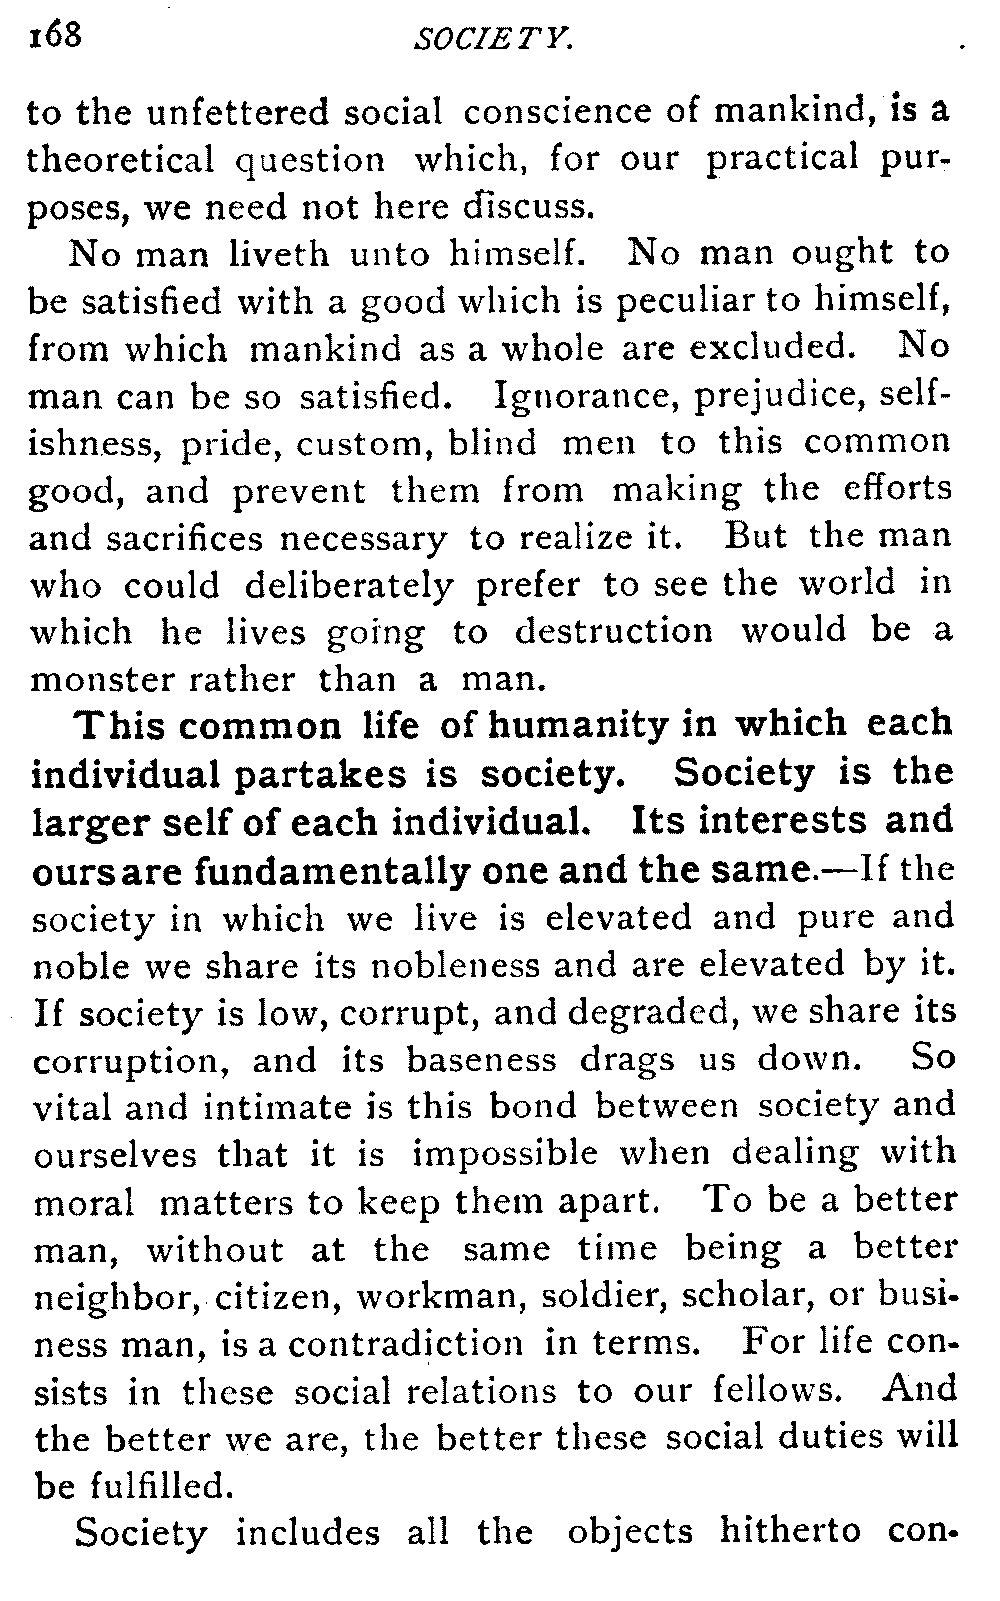 168 SOCIETY.
to the unfettered social conscience of mankind, is a
theoretical question which, for our practical pur-
poses, we need not here discuss.
No man liveth unto himself. No man ought to
be satisfied with a good which is peculiar to himself,
from which mankind as a whole are excluded. No
man can be so satisfied. Ignorance, prejudice, self-
ishness, pride, custom, blind men to this common
good, and prevent them from making the efforts
and sacrifices necessary to realize it. But the man
who could deliberately prefer to see the world in
which he lives going to destruction would be a
monster rather than a man.
This common life of humanity in which each
individual partakes is society. Society is the
larger self of each individual. Its interests and
ours are fundamentally one and the same.—If the
society in which we live is elevated and pure and
noble we share its nobleness and are elevated by it.
If society is low, corrupt, and degraded, we share its
corruption, and its baseness drags us down. So
vital and intimate is this bond between society and
ourselves that it is impossible when dealing with
moral matters to keep them apart. To be a better
man, without at the same time being a better
neighbor, citizen, workman, soldier, scholar, or busi-
ness man, is a contradiction in terms. For life con-
sists in these social relations to our fellows. And
the better we are, the better these social duties will
be fulfilled.
Society includes all the objects hitherto con-